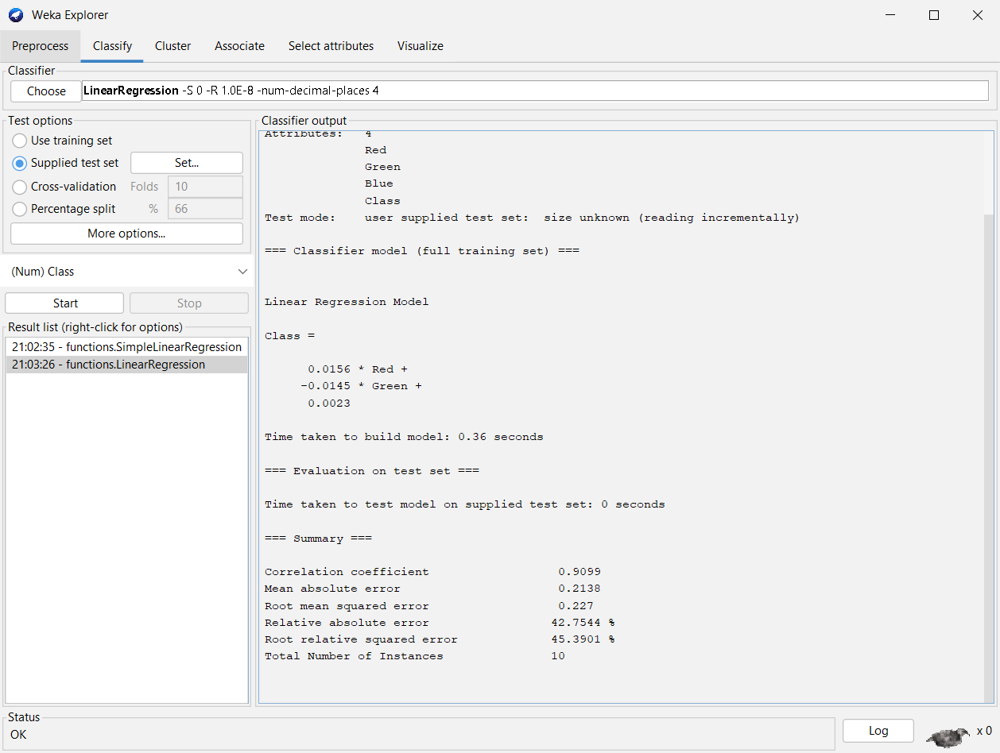 Weka Explorer
Preprocess Classify Cluster Associate Select attributes Visualize
Classifier
Choose LinearRegression -S 0 -R 1.0E-8 -num-decimal-places 4
Test options
Use training set
Supplied test set Set...
Cross-validation Folds 10
Percentage split % 66
More options...
(Num) Class
Start Stop
Result list (right-click for options)
21:02:35 - functions.SimpleLinearRegression
21:03:26 - functions.LinearRegression
Classifier output
Attributes: 4
Red
Green
Blue
Class
Test mode: user supplied test set: size unknown (reading incrementally)
=== Classifier model (full training set) ===
Linear Regression Model
Class =
0.0156 * Red +
-0.0145 * Green +
0.0023
Time taken to build model: 0.36 seconds
=== Evaluation on test set ===
Time taken to test model on supplied test set: 0 seconds
=== Summary ===
Correlation coefficient 0.9099
Mean absolute error 0.2138
Root mean squared error 0.227
Relative absolute error 42.7544 %
Root relative squared error 45.3901 %
Total Number of Instances 10
Status
OK
Log
x 0